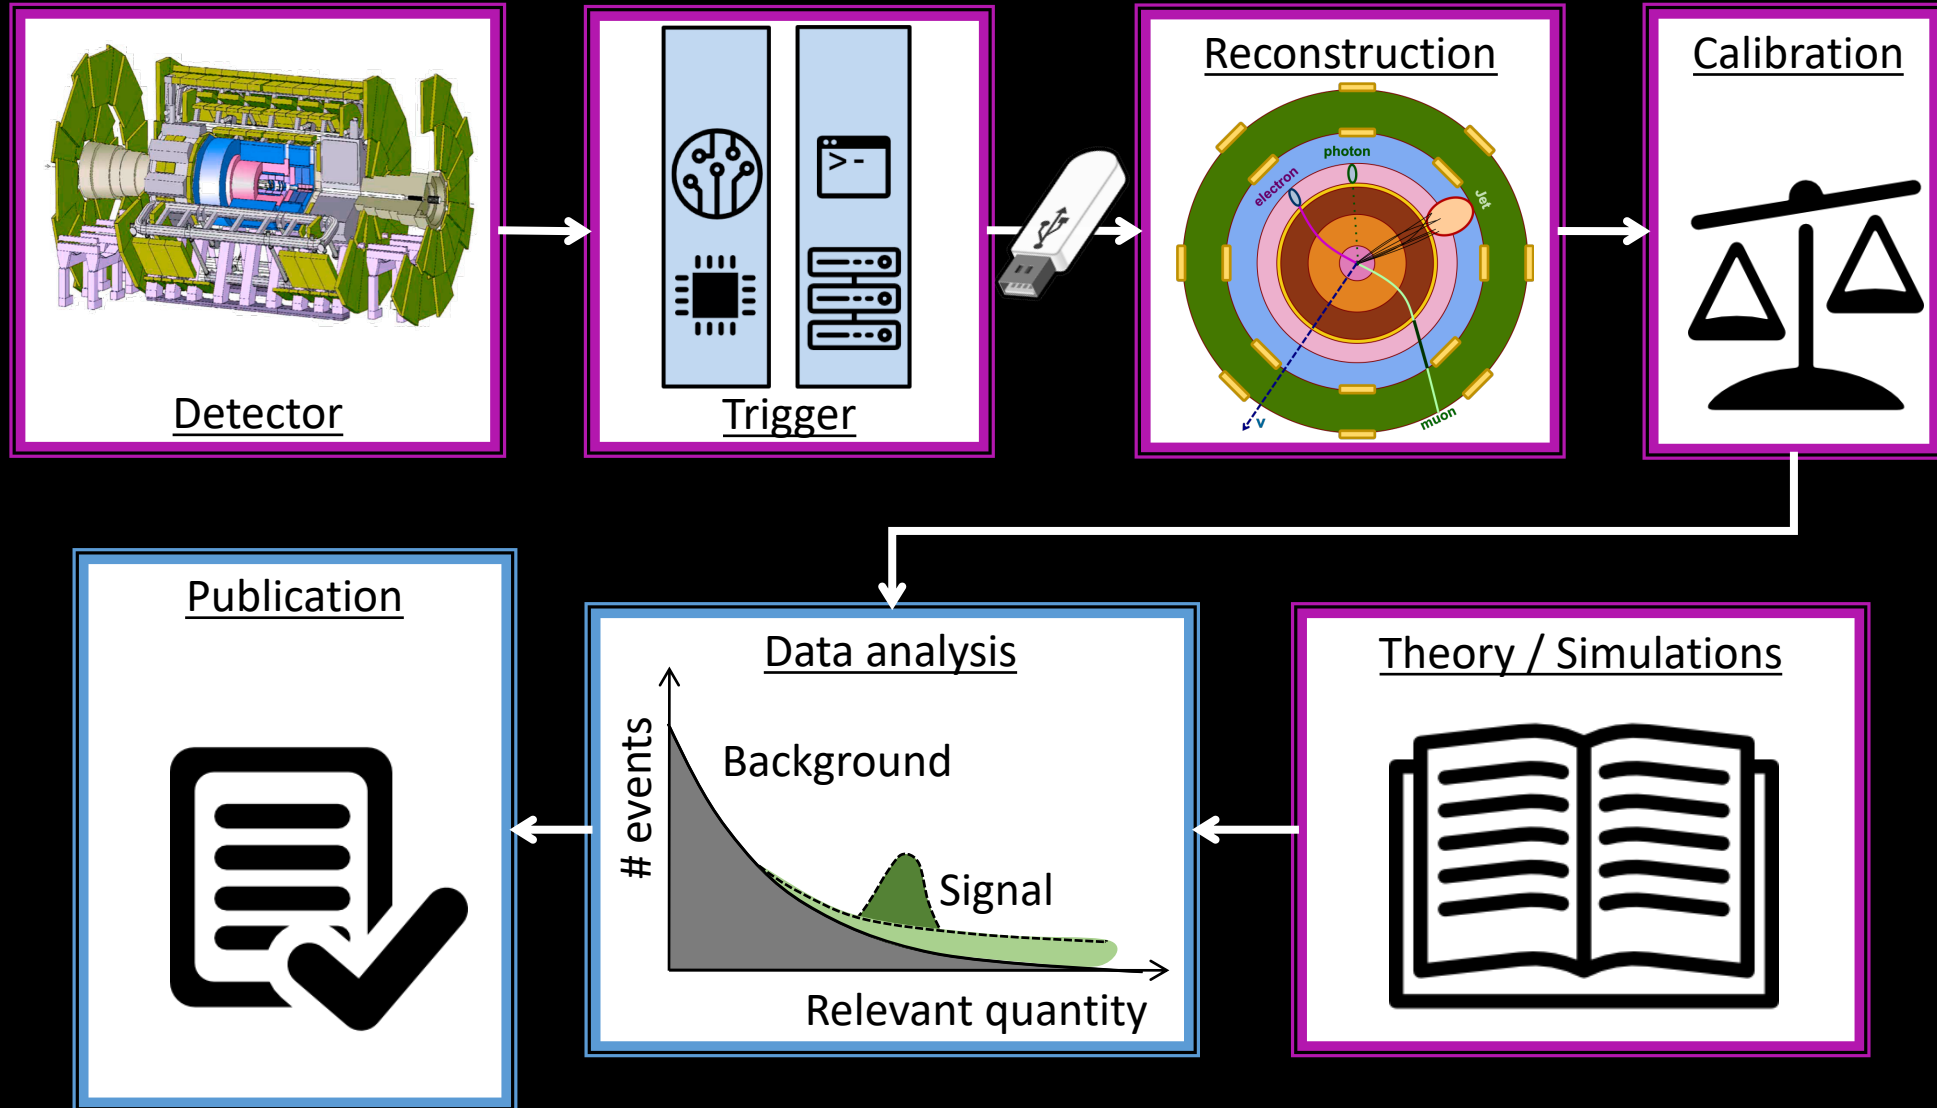 Detector
Trigger
>-
Reconstruction
photon
electron
Jet
muon
ν
Calibration
Publication
Data analysis
# events
Background
Signal
Relevant quantity
Theory / Simulations